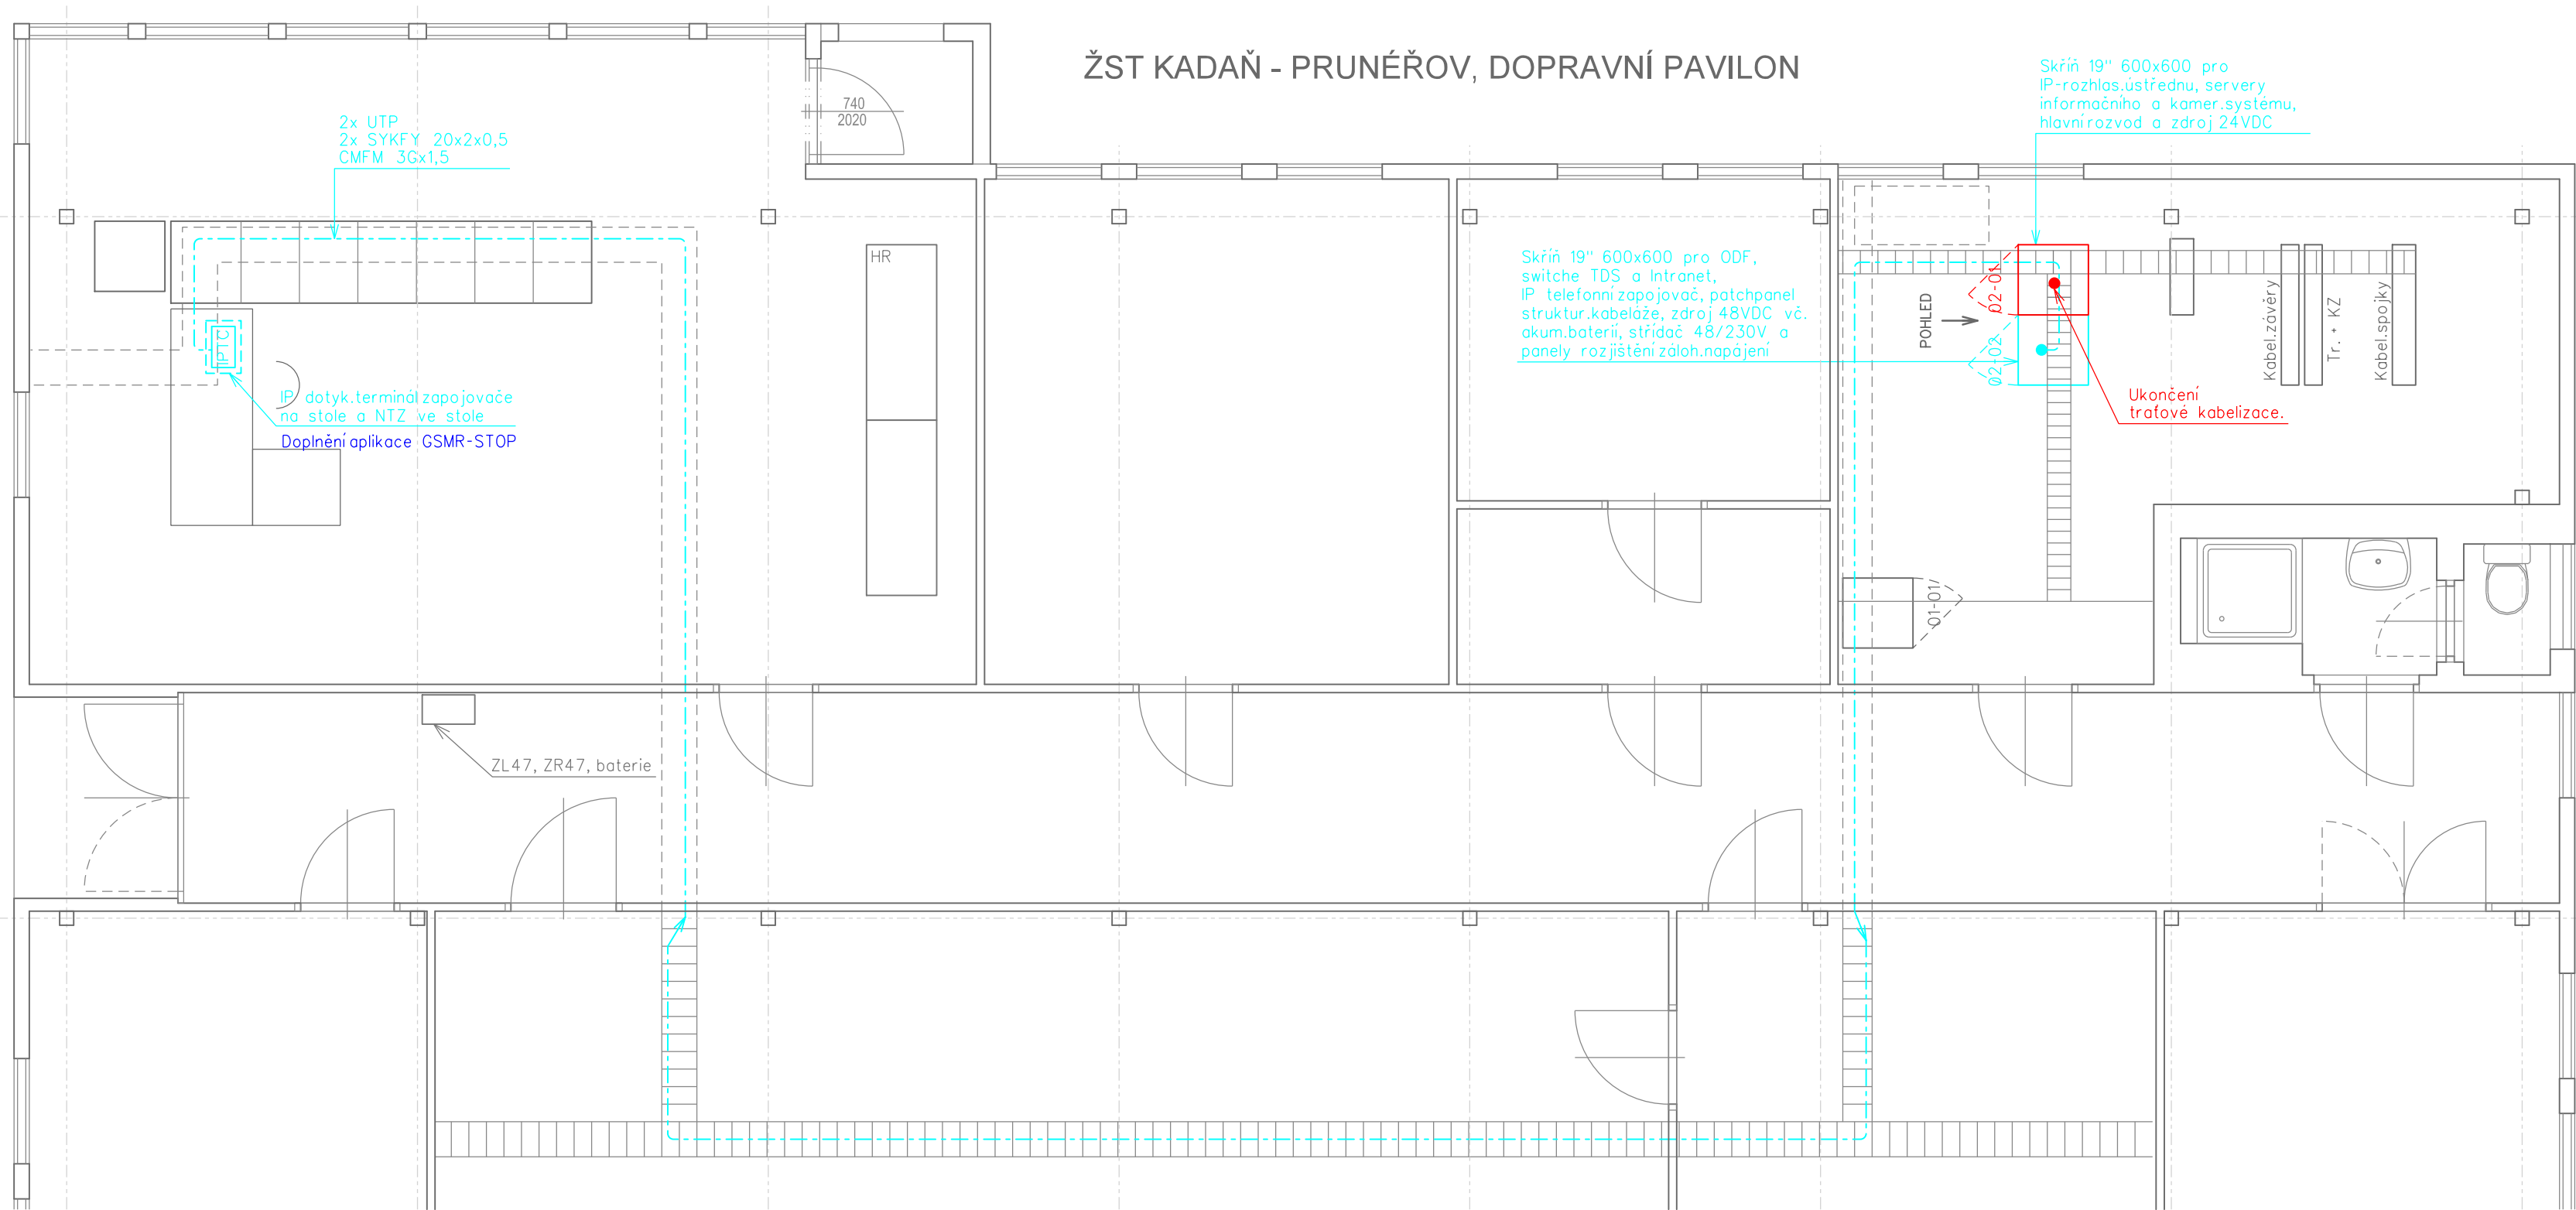 ŽST KADAŇ - PRUNÉŘOV, DOPRAVNÍ PAVILON
Skříň 19" 600x600 pro
IP-rozhlas.ústřednu, servery
informačního a kamer.systému,
hlavní rozvod a zdroj 24VDC
740
2020
2x UTP
2x SYKFY 20x2x0,5
CMFM 3Gx1,5
HR
Skříň 19" 600x600 pro ODF,
switche TDS a Intranet,
IP telefonní zapojovač, patchpanel
struktur.kabeláže, zdroj 48VDC vč.
akum.baterií, střídač 48/230V a
panely rozjištění záloh.napájení
POHLED
02-01
02-02
Kabel.závěry
Tr. + KZ
Kabel.spojky
IPTC
IP dotyk.terminál zapojovače
na stole a NTZ ve stole
Doplnění aplikace GSMR-STOP
Ukončení
traťové kabelizace.
01-01
ZL47, ZR47, baterie